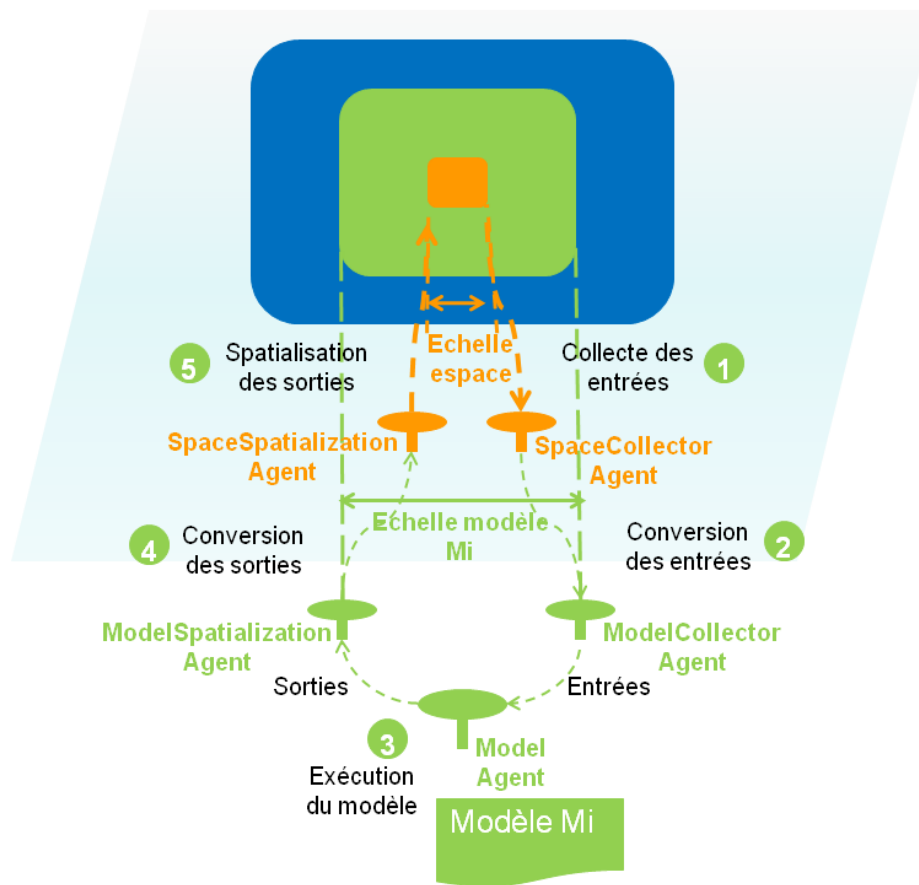 5
Spatialisation
des sorties
Echelle
espace
Collecte des
entrées
1
SpaceSpatialization
Agent
SpaceCollector
Agent
Echelle modèle
Mi
4
Conversion
des sorties
Conversion
des entrées
2
ModelSpatialization
Agent
ModelCollector
Agent
Sorties
Entrées
3
Exécution
du modèle
Model
Agent
Modèle Mi